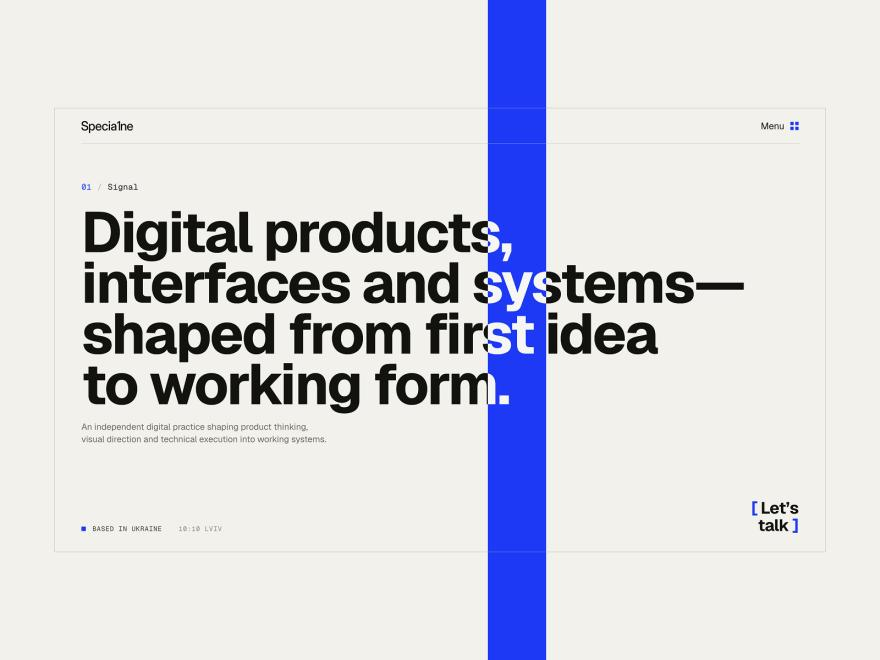 Specia1ne
Menu
01 / Signal
Digital products,
interfaces and systems—
shaped from first idea
to working form.
An independent digital practice shaping product thinking,
visual direction and technical execution into working systems.
BASED IN UKRAINE 10:10 LVIV
[ Let’s
talk ]